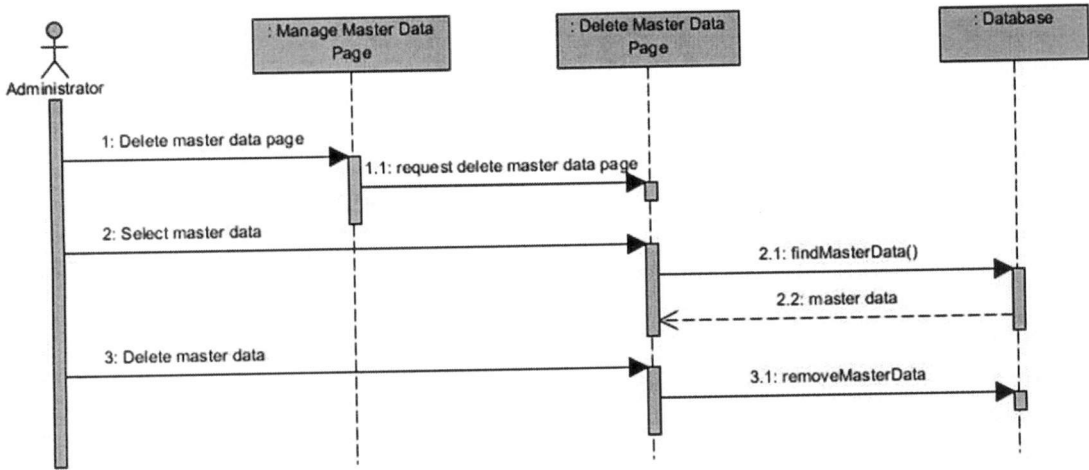 : Manage Master Data
Page
: Delete Master Data
Page
: Database
Administrator
1: Delete master data page
1.1: request delete master data page
2: Select master data
2.1: findMasterData()
2.2: master data
3: Delete master data
3.1: removeMasterData